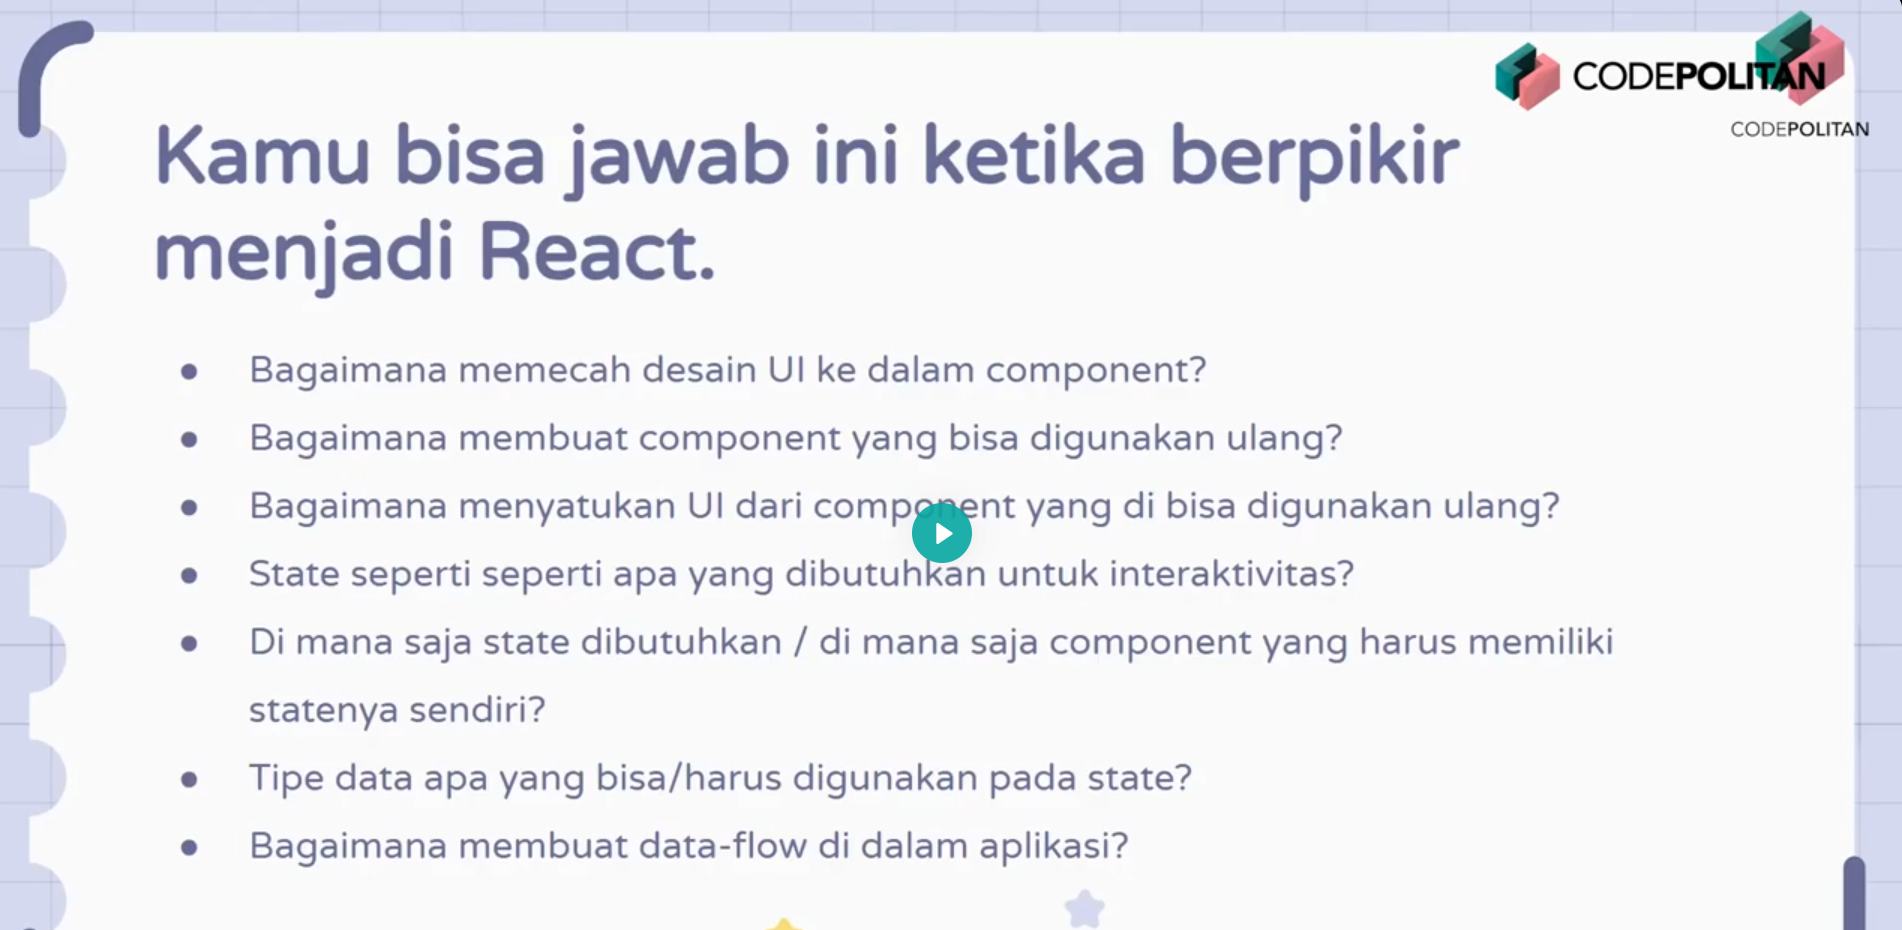 CODEPOLITAN
CODEPOLITAN
Kamu bisa jawab ini ketika berpikir
menjadi React.
● Bagaimana memecah desain UI ke dalam component?
● Bagaimana membuat component yang bisa digunakan ulang?
● Bagaimana menyatukan UI dari component yang di bisa digunakan ulang?
● State seperti seperti apa yang dibutuhkan untuk interaktivitas?
● Di mana saja state dibutuhkan / di mana saja component yang harus memiliki
statenya sendiri?
● Tipe data apa yang bisa/harus digunakan pada state?
● Bagaimana membuat data-flow di dalam aplikasi?